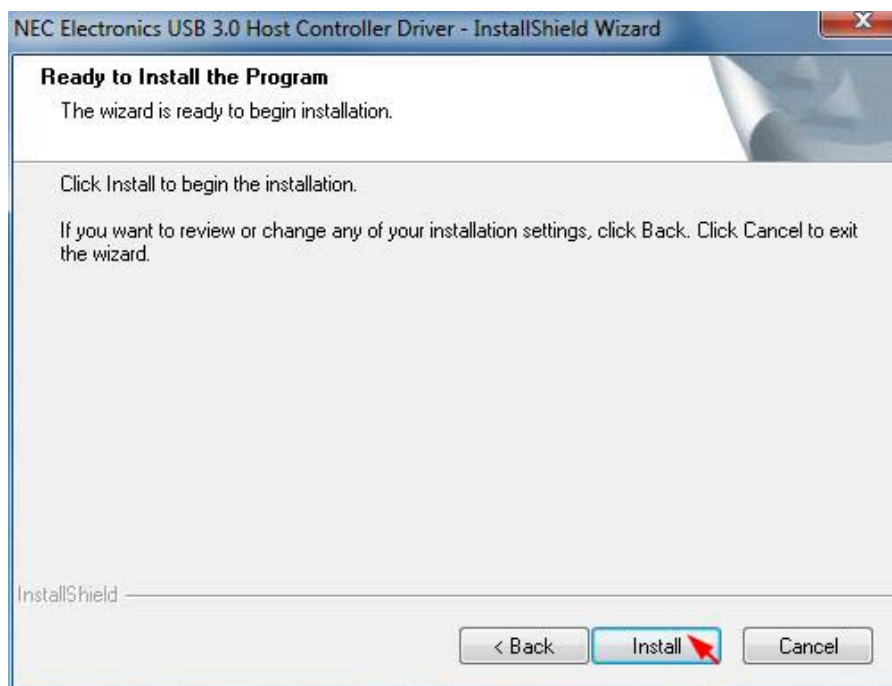 NEC Electronics USB 3.0 Host Controller Driver - InstallShield Wizard
Ready to Install the Program
The wizard is ready to begin installation.
Click Install to begin the installation.
If you want to review or change any of your installation settings, click Back. Click Cancel to exit
the wizard.
InstallShield
< Back Install Cancel